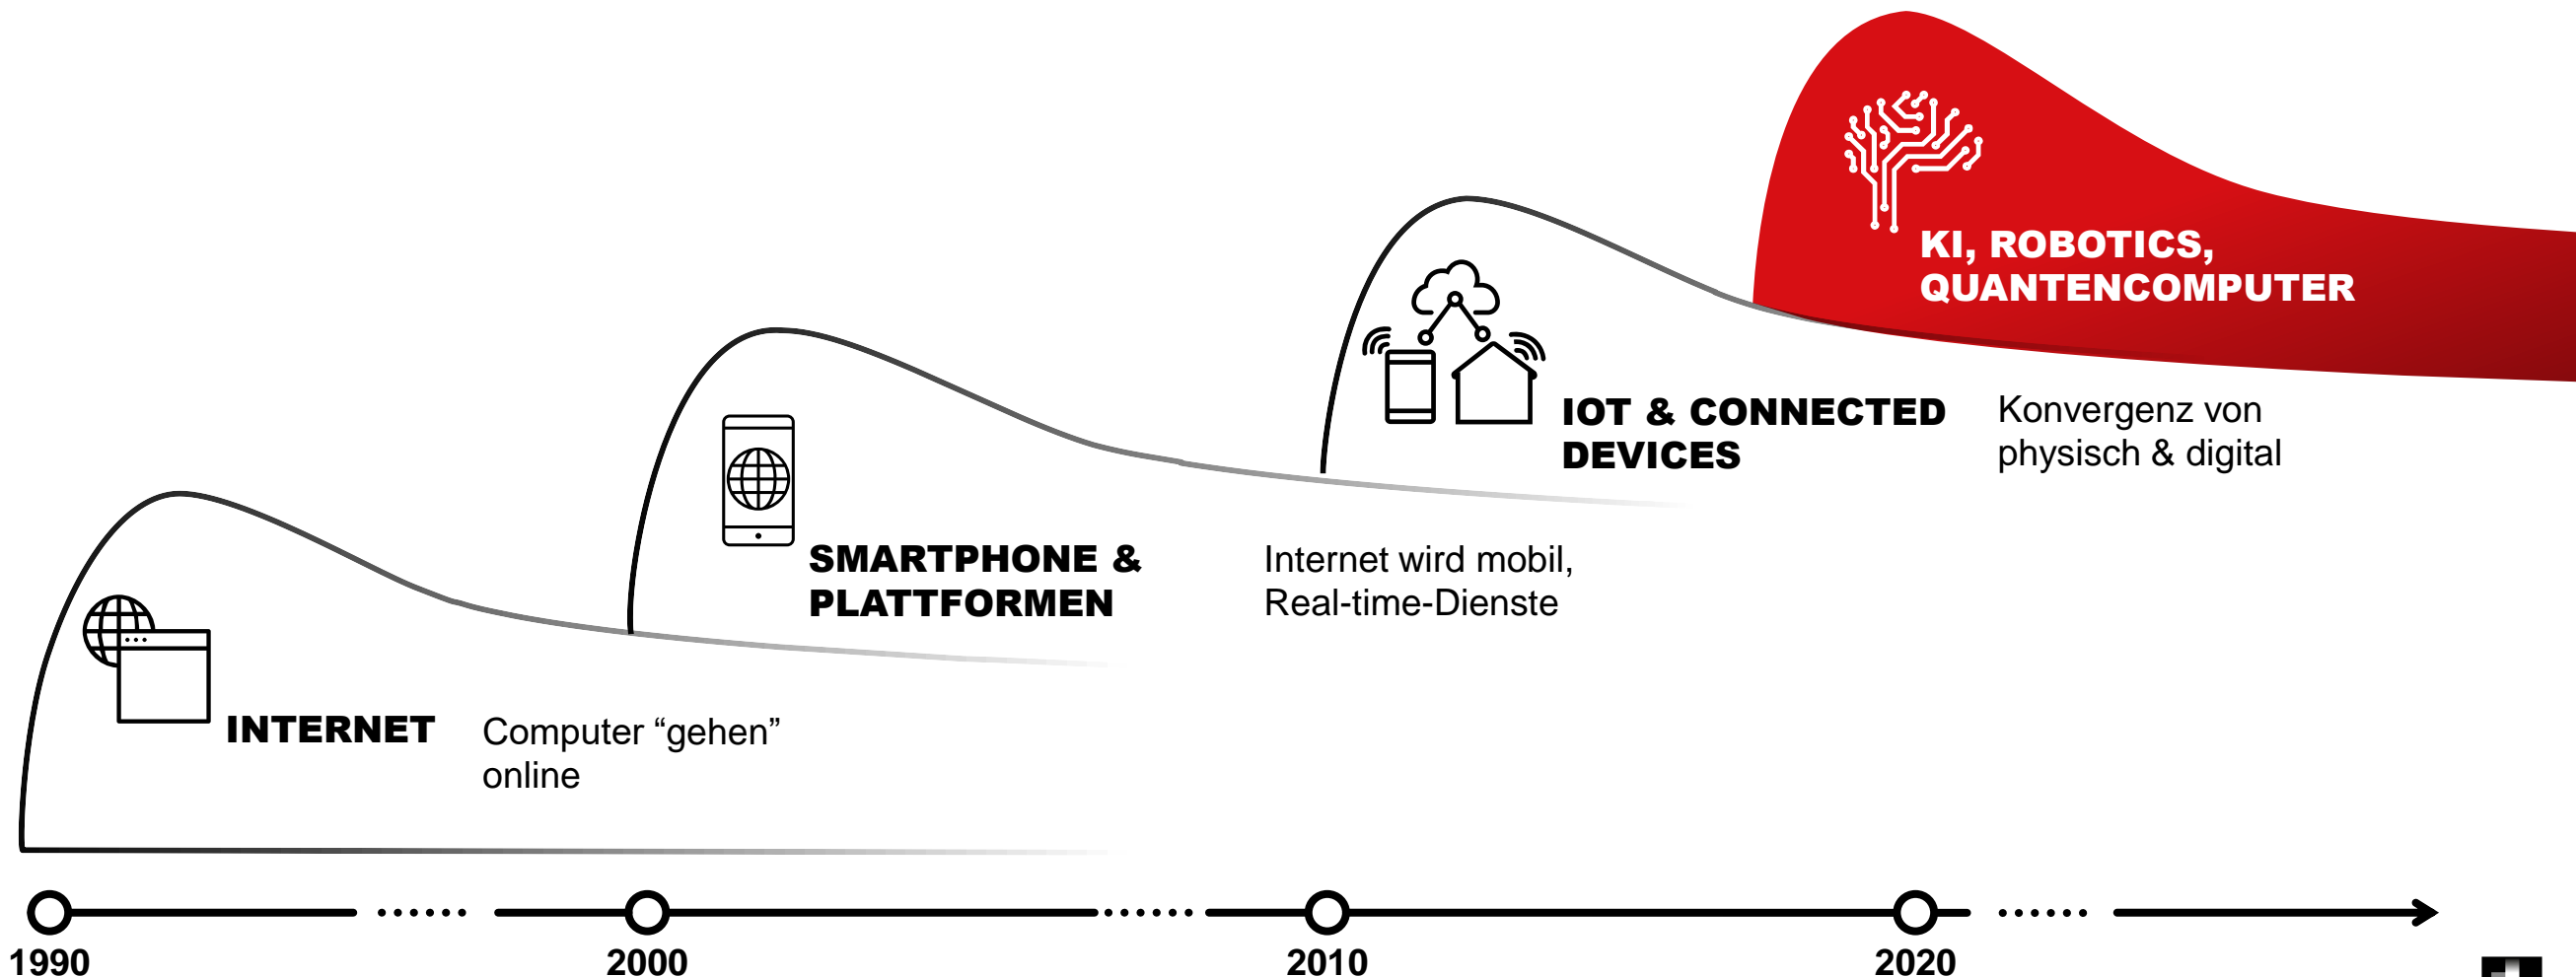 KI, ROBOTICS,
QUANTENCOMPUTER
IOT & CONNECTED
DEVICES
Konvergenz von
physisch & digital
SMARTPHONE &
PLATTFORMEN
Internet wird mobil,
Real-time-Dienste
INTERNET
Computer “gehen”
online
1990
2000
2010
2020